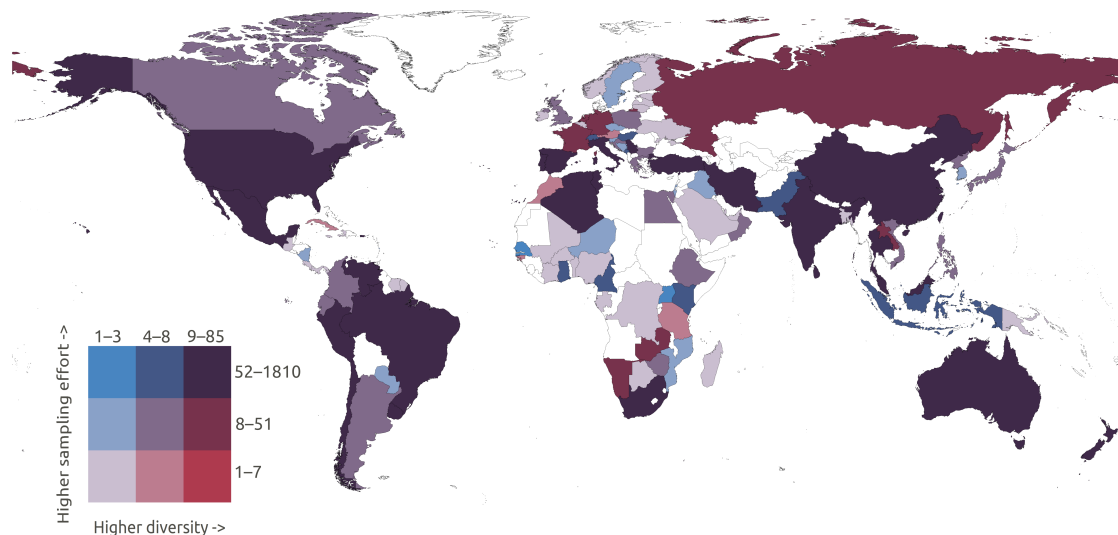 1–3 4–8 9–85
52–1810
8–51
1–7
Higher sampling effort ->
Higher diversity ->